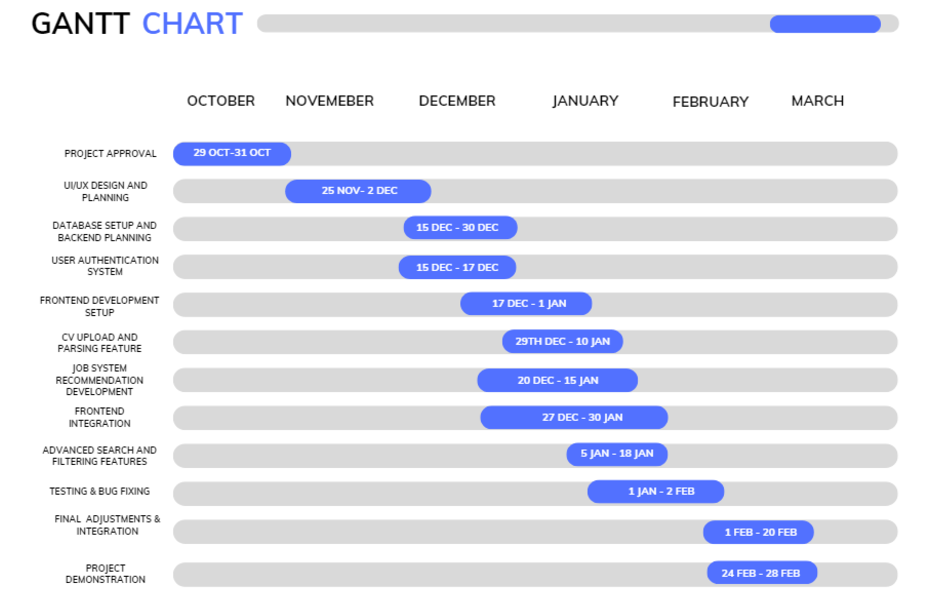 GANTT CHART
OCTOBER NOVEMEBER DECEMBER JANUARY FEBRUARY MARCH
PROJECT APPROVAL
29 OCT-31 OCT
UI/UX DESIGN AND
PLANNING
25 NOV- 2 DEC
DATABASE SETUP AND
BACKEND PLANNING
15 DEC - 30 DEC
USER AUTHENTICATION
SYSTEM
15 DEC - 17 DEC
FRONTEND DEVELOPMENT
SETUP
17 DEC - 1 JAN
CV UPLOAD AND
PARSING FEATURE
29TH DEC - 10 JAN
JOB SYSTEM
RECOMMENDATION
DEVELOPMENT
20 DEC - 15 JAN
FRONTEND
INTEGRATION
27 DEC - 30 JAN
ADVANCED SEARCH AND
FILTERING FEATURES
5 JAN - 18 JAN
TESTING & BUG FIXING
1 JAN - 2 FEB
FINAL ADJUSTMENTS &
INTEGRATION
1 FEB - 20 FEB
PROJECT
DEMONSTRATION
24 FEB - 28 FEB